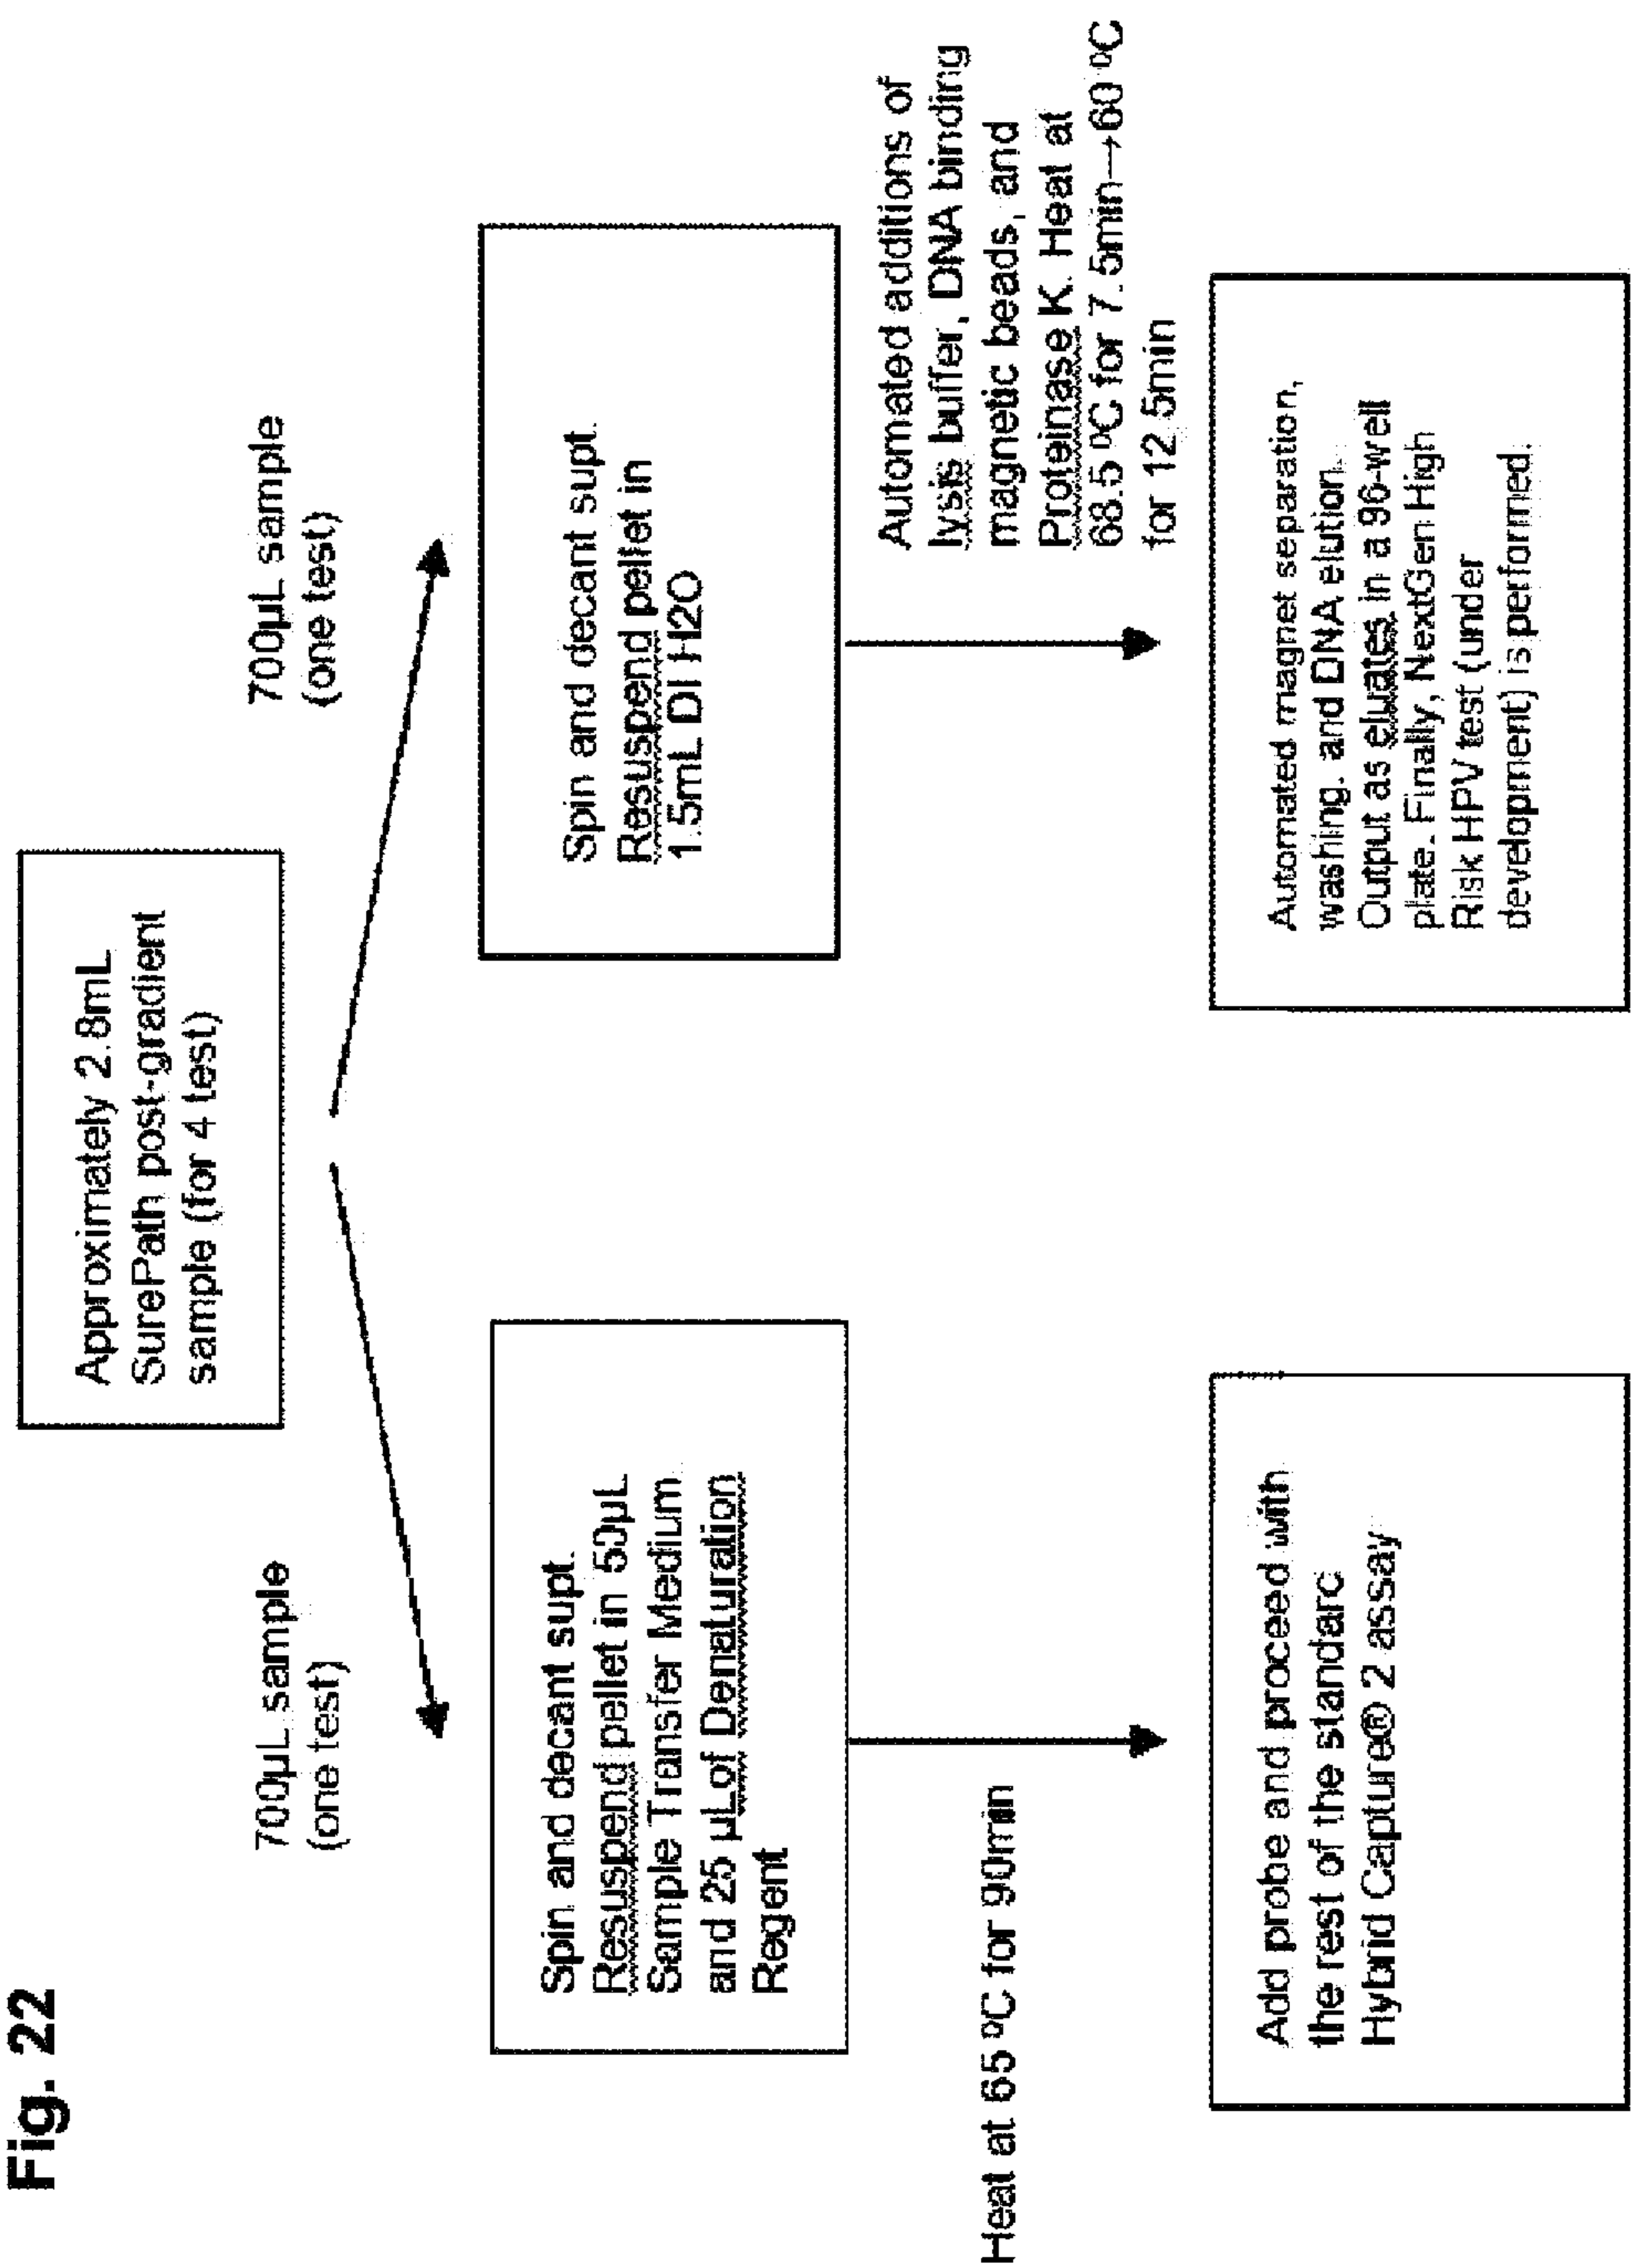 Fig. 22
Approximately 2.8mL
SurePath post-gradient
sample (for 4 test)
700µL sample
(one test)
700µL sample
(one test)
Spin and decant supt.
Resuspend pellet in 50µL
Sample Transfer Medium
and 25 µL of Denaturation
Regent
Spin and decant supt.
Resuspend pellet in
1.5mL DI H2O
Heat at 65 ºC for 90min
Automated additions of
lysis buffer, DNA binding
magnetic beads, and
Proteinase K. Heat at
68.5 ºC for 7.5min→60 ºC
for 12.5min
Add probe and proceed with
the rest of the standarc
Hybrid Capture® 2 assay
Automated magnet separation,
washing, and DNA elution.
Output as eluates in a 96-well
plate. Finally, NextGen High
Risk HPV test (under
development) is performed.